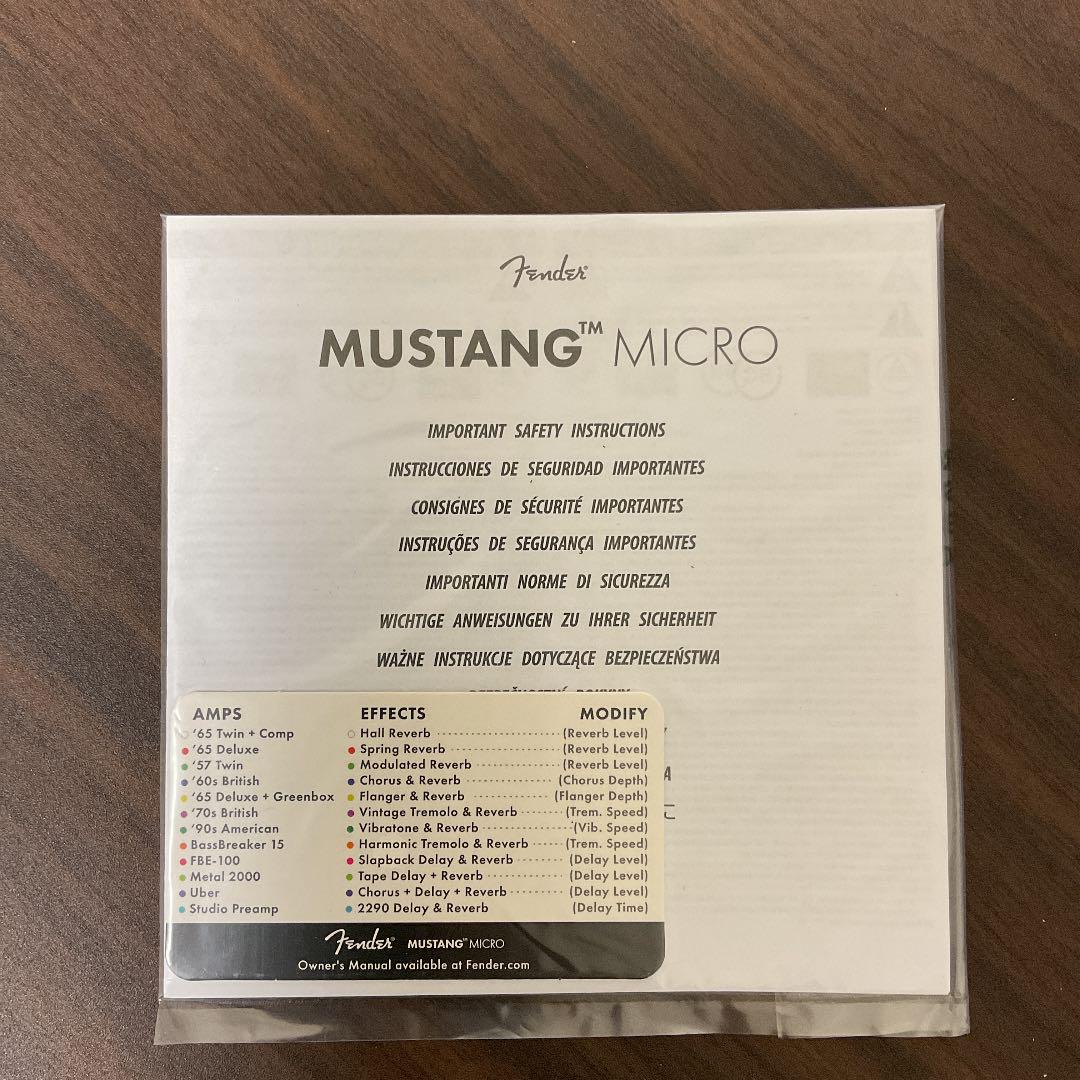 Fender
MUSTANG™ MICRO
IMPORTANT SAFETY INSTRUCTIONS
INSTRUCCIONES DE SEGURIDAD IMPORTANTES
CONSIGNES DE SÉCURITÉ IMPORTANTES
INSTRUÇÕES DE SEGURANÇA IMPORTANTES
IMPORTANTI NORME DI SICUREZZA
WICHTIGE ANWEISUNGEN ZU IHRER SICHERHEIT
WAŻNE INSTRUKCJE DOTYCZĄCE BEZPIECZEŃSTWA
AMPS EFFECTS MODIFY
'65 Twin + Comp Hall Reverb (Reverb Level)
'65 Deluxe Spring Reverb (Reverb Level)
'57 Twin Modulated Reverb (Reverb Level)
'60s British Chorus & Reverb (Chorus Depth)
'65 Deluxe + Greenbox Flanger & Reverb (Flanger Depth)
'70s British Vintage Tremolo & Reverb (Trem. Speed)
'90s American Vibratone & Reverb (Vib. Speed)
BassBreaker 15 Harmonic Tremolo & Reverb (Trem. Speed)
FBE-100 Slapback Delay & Reverb (Delay Level)
Metal 2000 Tape Delay + Reverb (Delay Level)
Uber Chorus + Delay + Reverb (Delay Level)
Studio Preamp 2290 Delay & Reverb (Delay Time)
Fender MUSTANG™ MICRO
Owner's Manual available at Fender.com